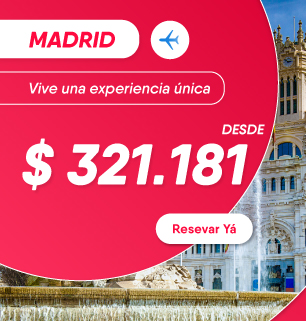 MADRID
Vive una experiencia única
DESDE
$ 321.181
Resevar Yá